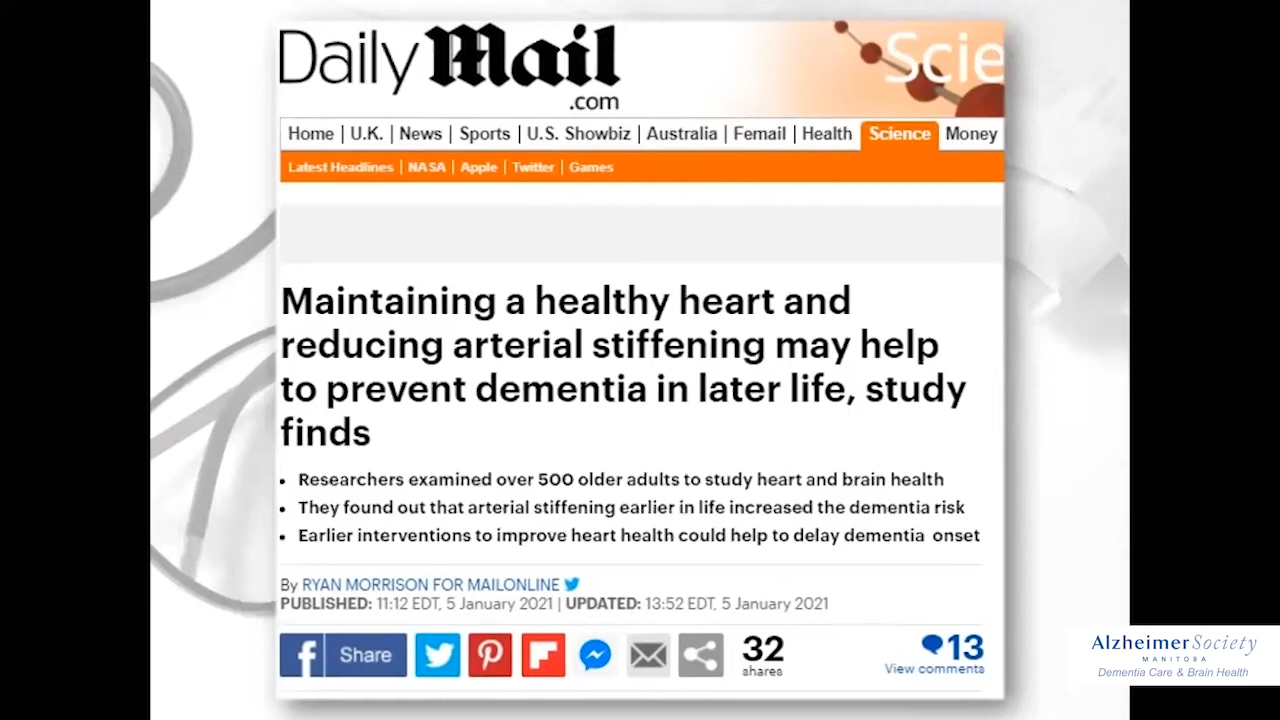 Daily Mail
.com
Scie
Home | U.K. | News | Sports | U.S. Showbiz | Australia | Femail | Health | Science Money
Latest Headlines | NASA | Apple | Twitter | Games
Maintaining a healthy heart and
reducing arterial stiffening may help
to prevent dementia in later life, study
finds
• Researchers examined over 500 older adults to study heart and brain health
• They found out that arterial stiffening earlier in life increased the dementia risk
• Earlier interventions to improve heart health could help to delay dementia onset
By RYAN MORRISON FOR MAILONLINE
PUBLISHED: 11:12 EDT, 5 January 2021 | UPDATED: 13:52 EDT, 5 January 2021
Share
32
shares
13
View comments
Alzheimer Society
MANITOBA
Dementia Care & Brain Health